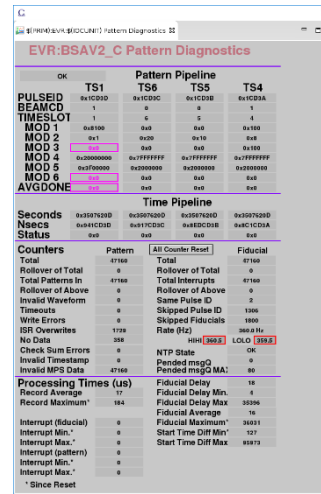 $(PRIM):EVR:$(IOCUNIT) Pattern Diagnostics
EVR:BSAV2_C Pattern Diagnostics
OK Pattern Pipeline
TS1 TS6 TS5 TS4
PULSEID 0x1CD3D 0x1CD3C 0x1CD3B 0x1CD3A
BEAMCD 1 0 0 1
TIMESLOT 1 6 5 4
MOD 1 0x8100 0x0 0x0 0x100
MOD 2 0x1 0x20 0x10 0x8
MOD 3 0x0 0x0 0x0 0x100
MOD 4 0x20000000 0x7FFFFFFF 0x7FFFFFFF 0x7FFFFFFF
MOD 5 0x3F00000 0x2000000 0x2000000 0x2000000
MOD 6 0x0 0x0 0x0 0x0
AVGDONE 0x0 0x0 0x0 0x0
Time Pipeline
Seconds 0x3507620D 0x3507620D 0x3507620D 0x3507620D
Nsecs 0x941CD3D 0x917CD3C 0x8EDCD3B 0x8C1CD3A
Status 0x0 0x0 0x0 0x0
Counters Pattern All Counter Reset Fiducial
Total 47160 Total 47160
Rollover of Total 0 Rollover of Total 0
Total Patterns In 47160 Total Interrupts 47160
Rollover of Above 0 Rollover of Above 0
Invalid Waveform 0 Same Pulse ID 2
Timeouts 0 Skipped Pulse ID 1306
Write Errors 0 Skipped Fiducials 1800
ISR Overwrites 1739 Rate (Hz) 360.0 Hz
No Data 358 HIHI 360.5 LOLO 359.5
Check Sum Errors 0 NTP State OK
Invalid Timestamp 0 Pended msgQ 0
Invalid MPS Data 47160 Pended msgQ MAX 80
Processing Times (us) Fiducial Delay 18
Record Average 17 Fiducial Delay Min. 4
Record Maximum* 184 Fiducial Delay Max 35356
Fiducial Average 16
Interrupt (fiducial) 0 Fiducial Maximum* 36031
Interrupt Min.* 0 Start Time Diff Min* 127
Interrupt Max.* 0 Start Time Diff Max 85873
Interrupt (pattern) 0
Interrupt Min.* 0
Interrupt Max.* 0
* Since Reset